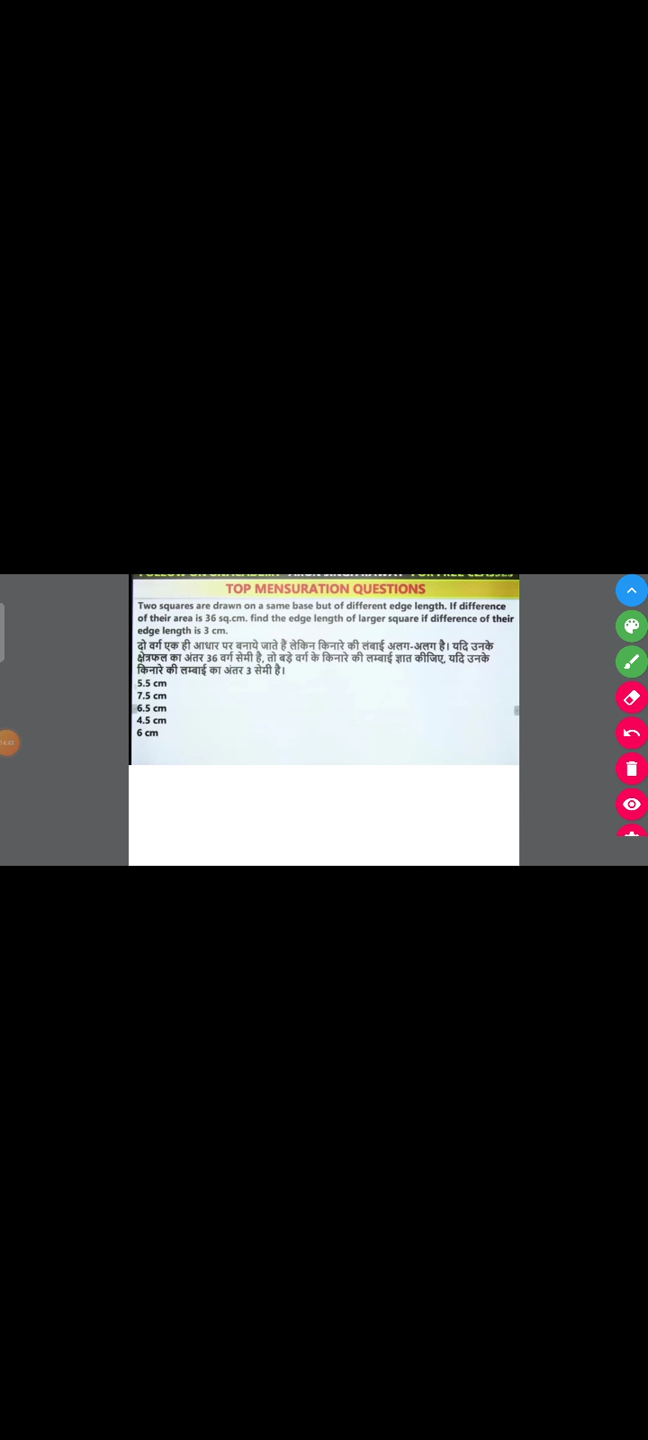 TOP MENSURATION QUESTIONS
Two squares are drawn on a same base but of different edge length. If difference
of their area is 36 sq.cm. find the edge length of larger square if difference of their
edge length is 3 cm.
दो वर्ग एक ही आधार पर बनाये जाते हैं लेकिन किनारे की लंबाई अलग-अलग है। यदि उनके
क्षेत्रफल का अंतर 36 वर्ग सेमी है, तो बड़े वर्ग के किनारे की लम्बाई ज्ञात कीजिए, यदि उनके
किनारे की लम्बाई का अंतर 3 सेमी है।
5.5 cm
7.5 cm
6.5 cm
4.5 cm
6 cm